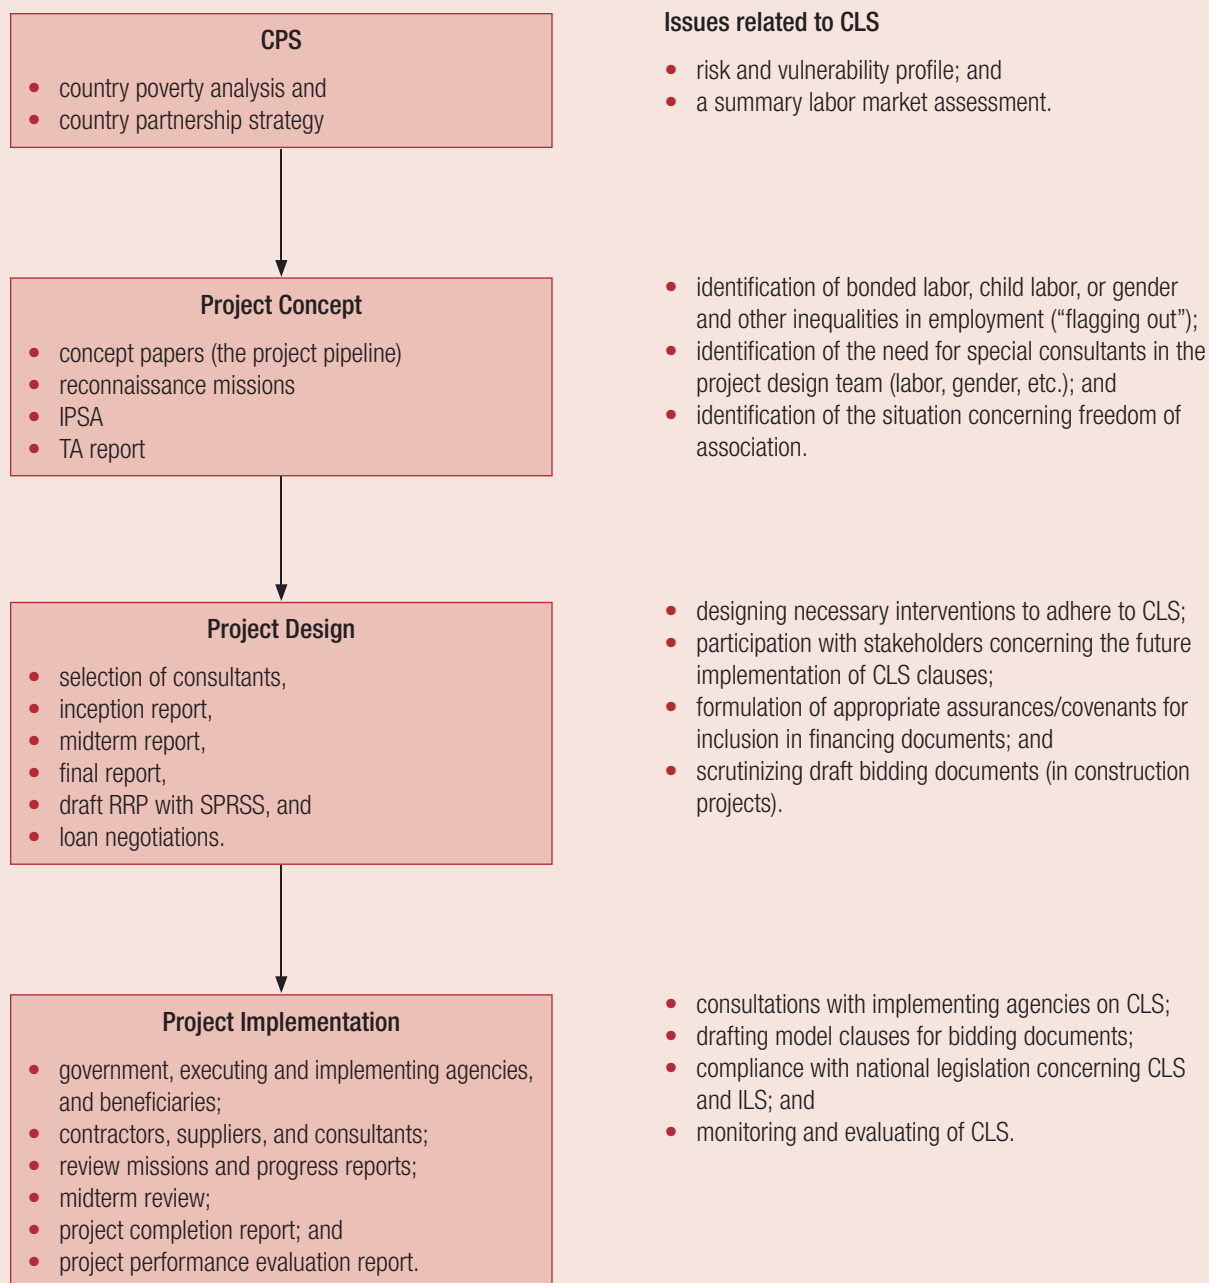 CPS
• country poverty analysis and
• country partnership strategy
Issues related to CLS
• risk and vulnerability profile; and
• a summary labor market assessment.
Project Concept
• concept papers (the project pipeline)
• reconnaissance missions
• IPSA
• TA report
• identification of bonded labor, child labor, or gender
and other inequalities in employment (“flagging out”);
• identification of the need for special consultants in the
project design team (labor, gender, etc.); and
• identification of the situation concerning freedom of
association.
Project Design
• selection of consultants,
• inception report,
• midterm report,
• final report,
• draft RRP with SPRSS, and
• loan negotiations.
• designing necessary interventions to adhere to CLS;
• participation with stakeholders concerning the future
implementation of CLS clauses;
• formulation of appropriate assurances/covenants for
inclusion in financing documents; and
• scrutinizing draft bidding documents (in construction
projects).
Project Implementation
• government, executing and implementing agencies,
and beneficiaries;
• contractors, suppliers, and consultants;
• review missions and progress reports;
• midterm review;
• project completion report; and
• project performance evaluation report.
• consultations with implementing agencies on CLS;
• drafting model clauses for bidding documents;
• compliance with national legislation concerning CLS
and ILS; and
• monitoring and evaluating of CLS.